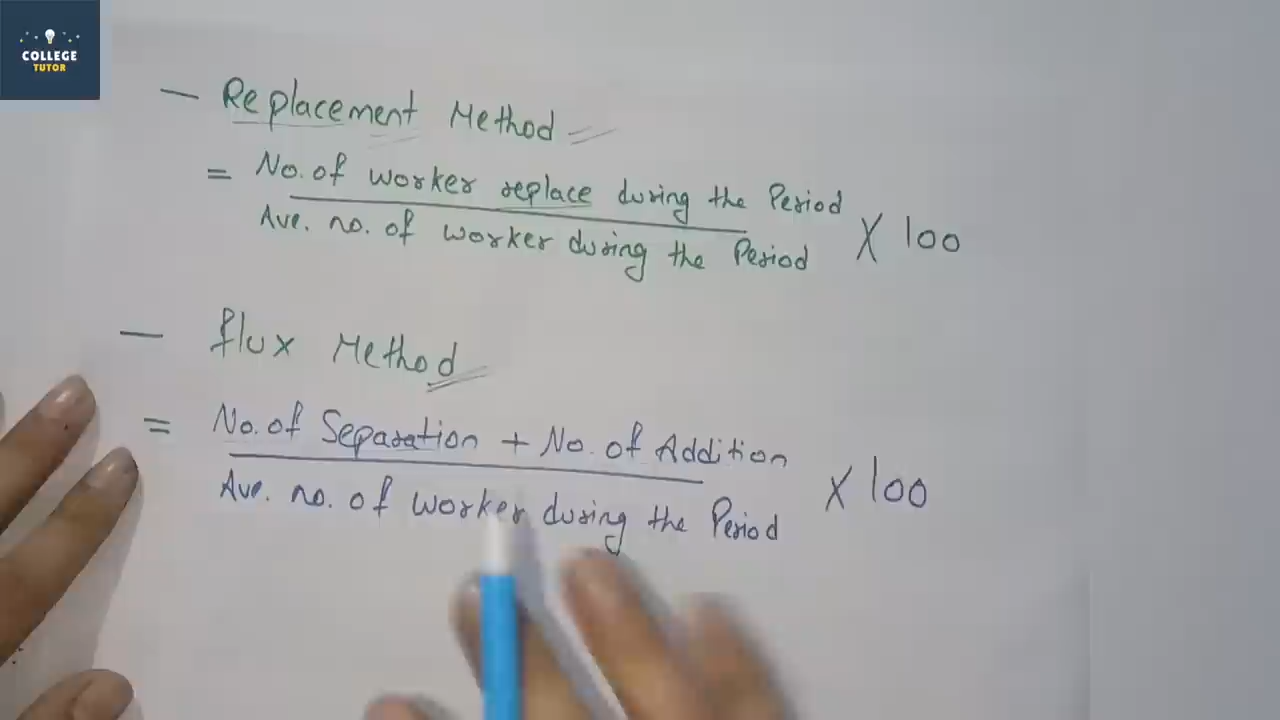 COLLEGE
TUTOR
— Replacement Method
= No. of worker replace during the Period
Ave. no. of worker during the Period X 100
— flux Method
= No. of Separation + No. of Addition
Ave. no. of worker during the Period X 100